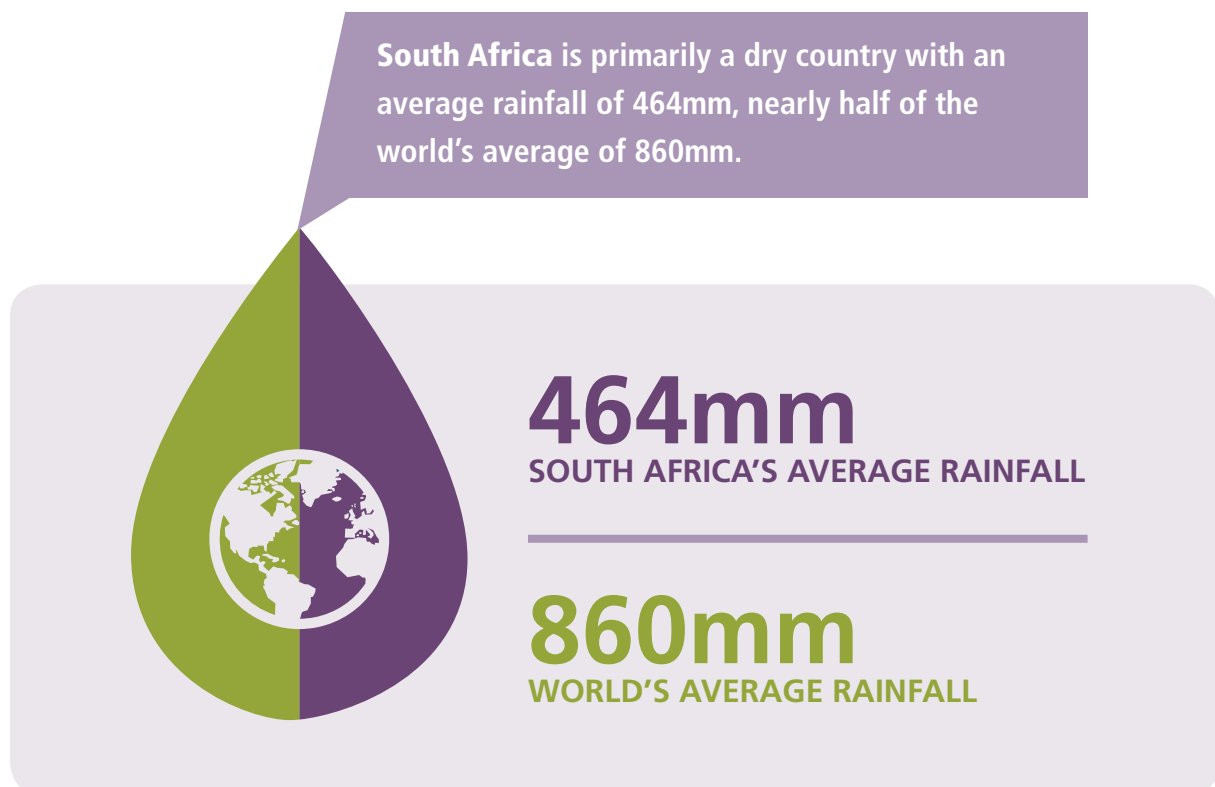 South Africa is primarily a dry country with an
average rainfall of 464mm, nearly half of the
world’s average of 860mm.
464mm
SOUTH AFRICA’S AVERAGE RAINFALL
860mm
WORLD’S AVERAGE RAINFALL